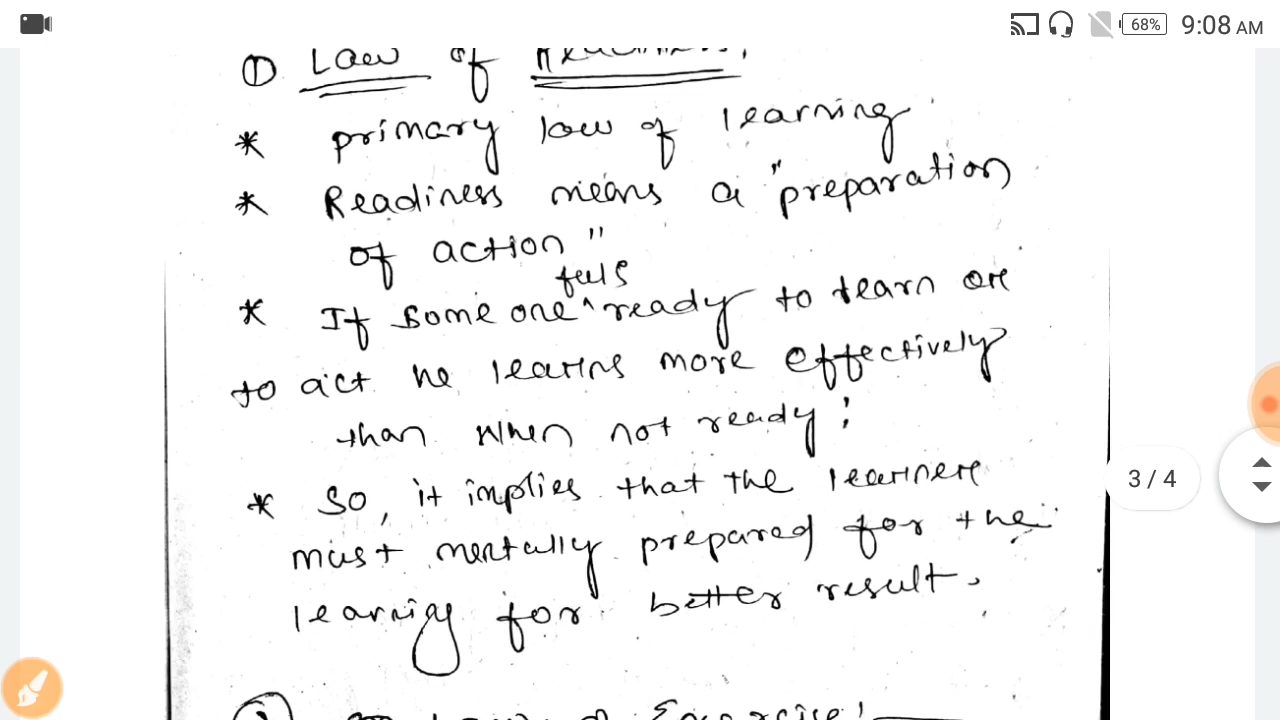 68% 9:08 AM
① Law of Readiness:
* primary law of learning
* Readiness means a "preparation
of action"
feels
* If some one ^ ready to learn or
to act he learns more effectively
than when not ready:
* So, it implies that the learner
must mentally prepared for the
learnig for better result.
3 / 4
Law of Exercise: